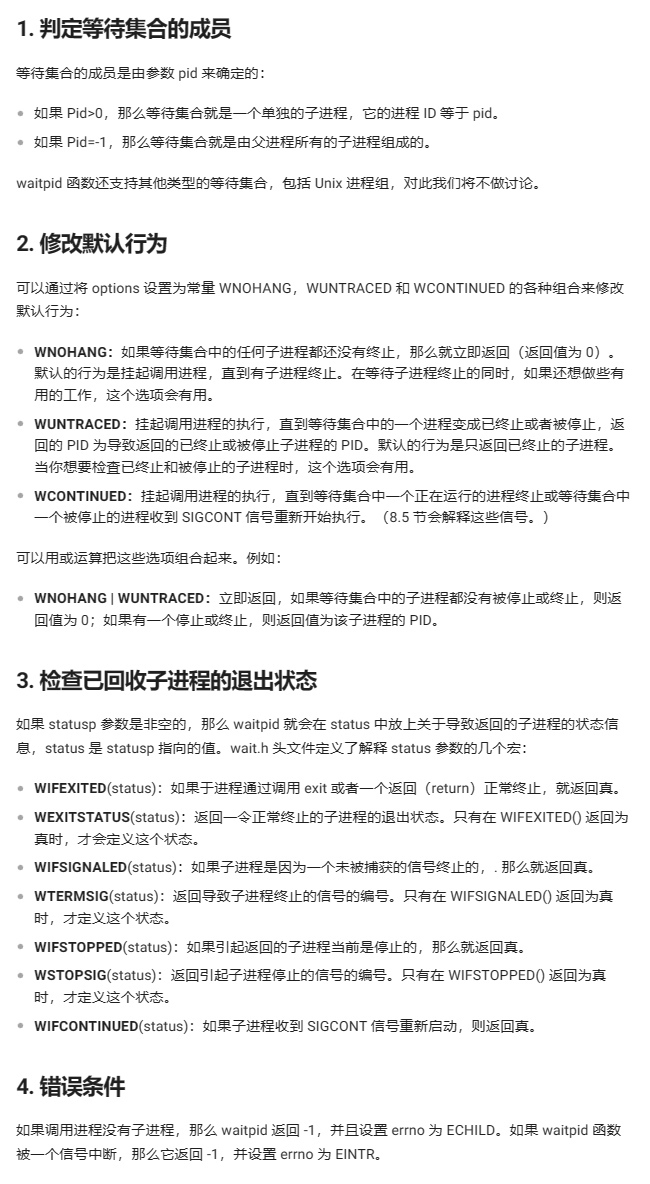 1. 判定等待集合的成员
等待集合的成员是由参数 pid 来确定的：
如果 Pid>0，那么等待集合就是一个单独的子进程，它的进程 ID 等于 pid。
如果 Pid=-1，那么等待集合就是由父进程所有的子进程组成的。
waitpid 函数还支持其他类型的等待集合，包括 Unix 进程组，对此我们将不做讨论。
2. 修改默认行为
可以通过将 options 设置为常量 WNOHANG，WUNTRACED 和 WCONTINUED 的各种组合来修改
默认行为：
WNOHANG：如果等待集合中的任何子进程都还没有终止，那么就立即返回（返回值为 0）。
默认的行为是挂起调用进程，直到有子进程终止。在等待子进程终止的同时，如果还想做些有
用的工作，这个选项会有用。
WUNTRACED：挂起调用进程的执行，直到等待集合中的一个进程变成已终止或者被停止，返
回的 PID 为导致返回的已终止或被停止子进程的 PID。默认的行为是只返回已终止的子进程。
当你想要检査已终止和被停止的子进程时，这个选项会有用。
WCONTINUED：挂起调用进程的执行，直到等待集合中一个正在运行的进程终止或等待集合中
一个被停止的进程收到 SIGCONT 信号重新开始执行。（8.5 节会解释这些信号。）
可以用或运算把这些选项组合起来。例如：
WNOHANG | WUNTRACED：立即返回，如果等待集合中的子进程都没有被停止或终止，则返
回值为 0；如果有一个停止或终止，则返回值为该子进程的 PID。
3. 检查已回收子进程的退出状态
如果 statusp 参数是非空的，那么 waitpid 就会在 status 中放上关于导致返回的子进程的状态信
息，status 是 statusp 指向的值。wait.h 头文件定义了解释 status 参数的几个宏：
WIFEXITED(status)：如果于进程通过调用 exit 或者一个返回（return）正常终止，就返回真。
WEXITSTATUS(status)：返回一令正常终止的子进程的退出状态。只有在 WIFEXITED() 返回为
真时，才会定义这个状态。
WIFSIGNALED(status)：如果子进程是因为一个未被捕获的信号终止的，. 那么就返回真。
WTERMSIG(status)：返回导致子进程终止的信号的编号。只有在 WIFSIGNALED() 返回为真
时，才定义这个状态。
WIFSTOPPED(status)：如果引起返回的子进程当前是停止的，那么就返回真。
WSTOPSIG(status)：返回引起子进程停止的信号的编号。只有在 WIFSTOPPED() 返回为真
时，才定义这个状态。
WIFCONTINUED(status)：如果子进程收到 SIGCONT 信号重新启动，则返回真。
4. 错误条件
如果调用进程没有子进程，那么 waitpid 返回 -1，并且设置 errno 为 ECHILD。如果 waitpid 函数
被一个信号中断，那么它返回 -1，并设置 errno 为 EINTR。